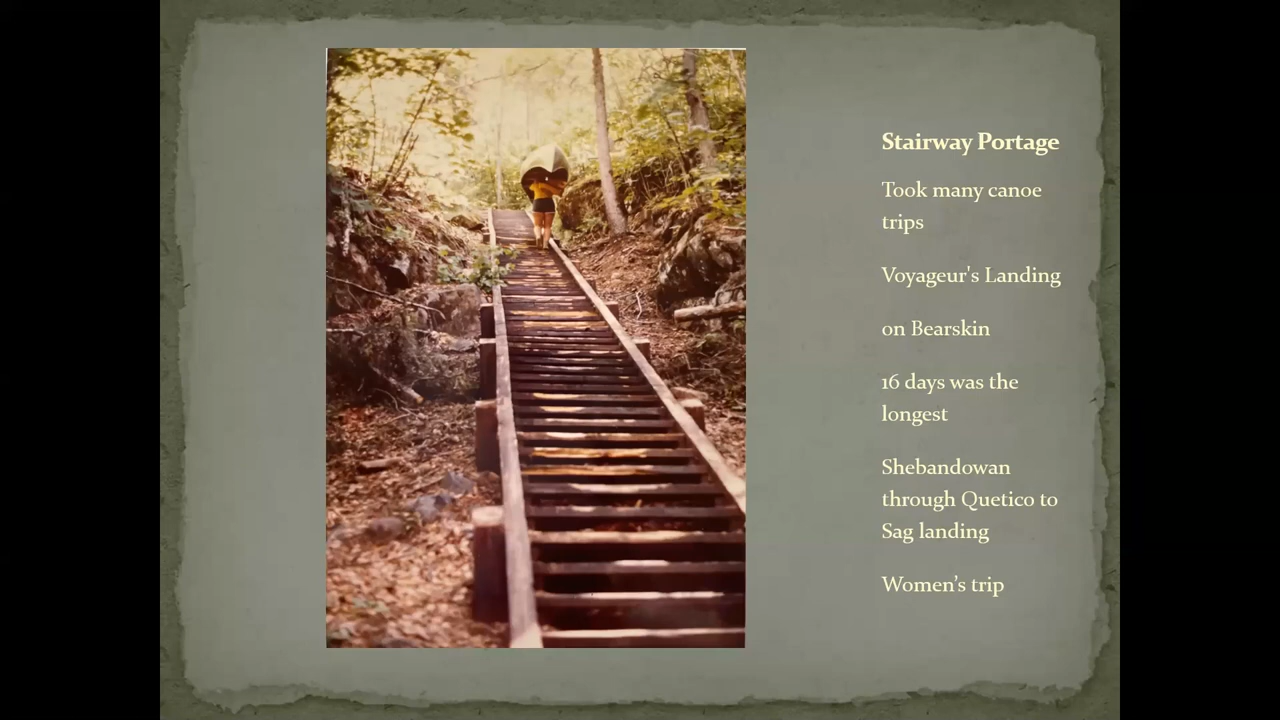 Stairway Portage
Took many canoe
trips
Voyageur's Landing
on Bearskin
16 days was the
longest
Shebandowan
through Quetico to
Sag landing
Women’s trip